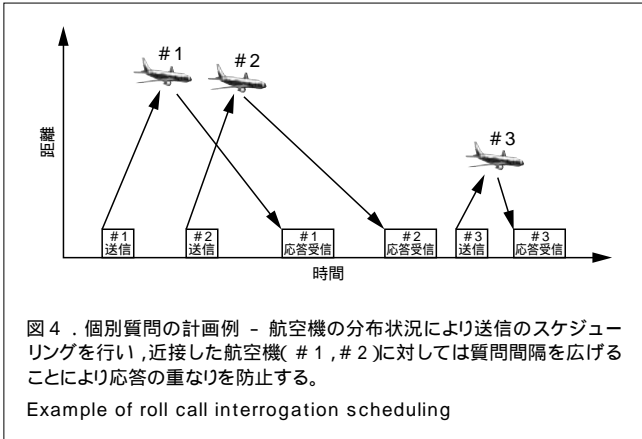 #1
#2
#3
距離
#1
送信
#2
送信
#1
応答受信
#2
応答受信
#3
送信
#3
応答受信
時間
図4.個別質問の計画例 - 航空機の分布状況により送信のスケジュー
リングを行い,近接した航空機(#1,#2)に対しては質問間隔を広げる
ことにより応答の重なりを防止する。
Example of roll call interrogation scheduling